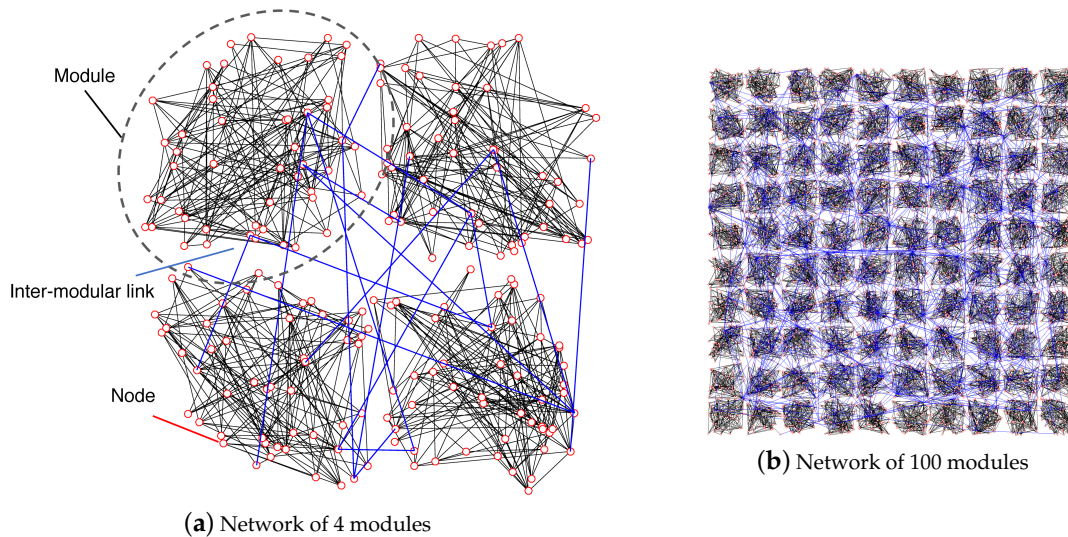 Module
Inter-modular link
Node
(a) Network of 4 modules
(b) Network of 100 modules